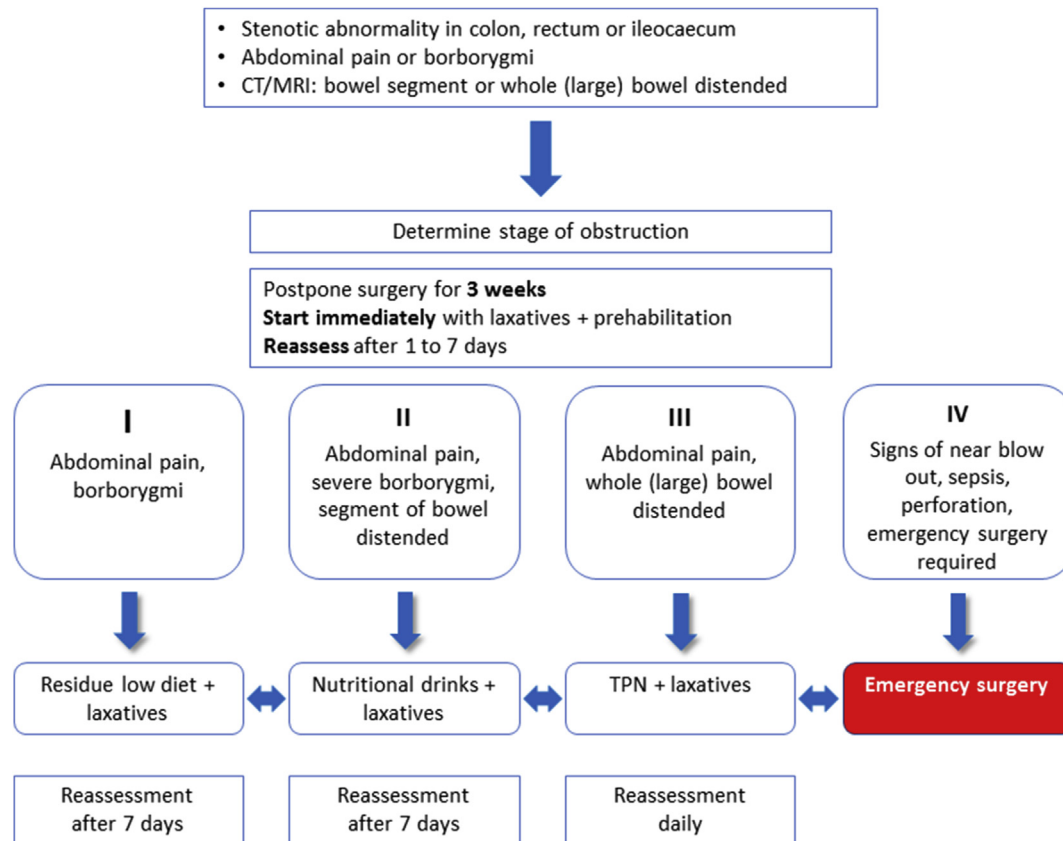 • Stenotic abnormality in colon, rectum or ileocaecum
• Abdominal pain or borborygmi
• CT/MRI: bowel segment or whole (large) bowel distended
Determine stage of obstruction
Postpone surgery for 3 weeks
Start immediately with laxatives + prehabilitation
Reassess after 1 to 7 days
I
Abdominal pain,
borborygmi
II
Abdominal pain,
severe borborygmi,
segment of bowel
distended
III
Abdominal pain,
whole (large) bowel
distended
IV
Signs of near blow
out, sepsis,
perforation,
emergency surgery
required
Residue low diet +
laxatives
Nutritional drinks +
laxatives
TPN + laxatives
Emergency surgery
Reassessment
after 7 days
Reassessment
after 7 days
Reassessment
daily